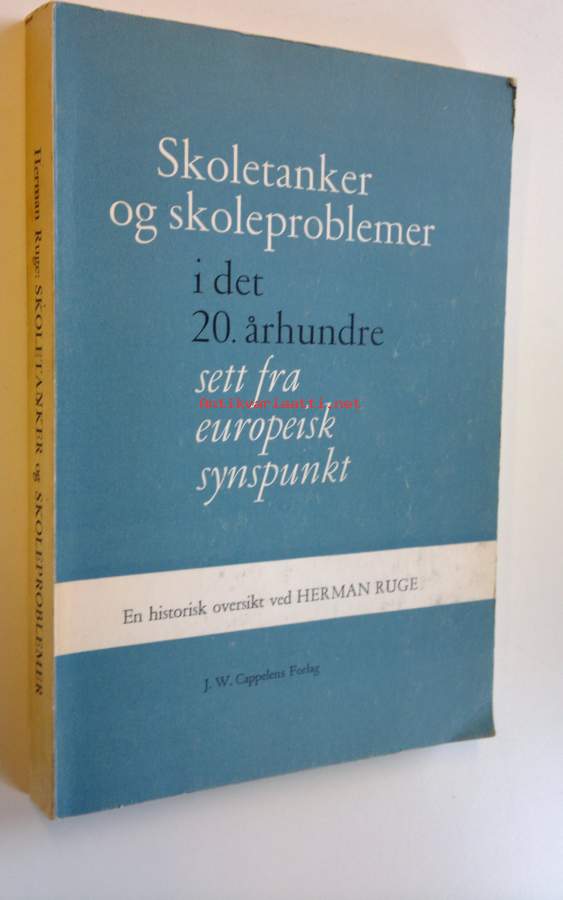 Skoletanker
og skoleproblemer
i det
20. århundre
sett fra
europeisk
synspunkt
En historisk oversikt ved HERMAN RUGE
J. W. Cappelens Forlag
Herman Ruge: SKOLETANKER og SKOLEPROBLEMER
Antikvariaatti.net